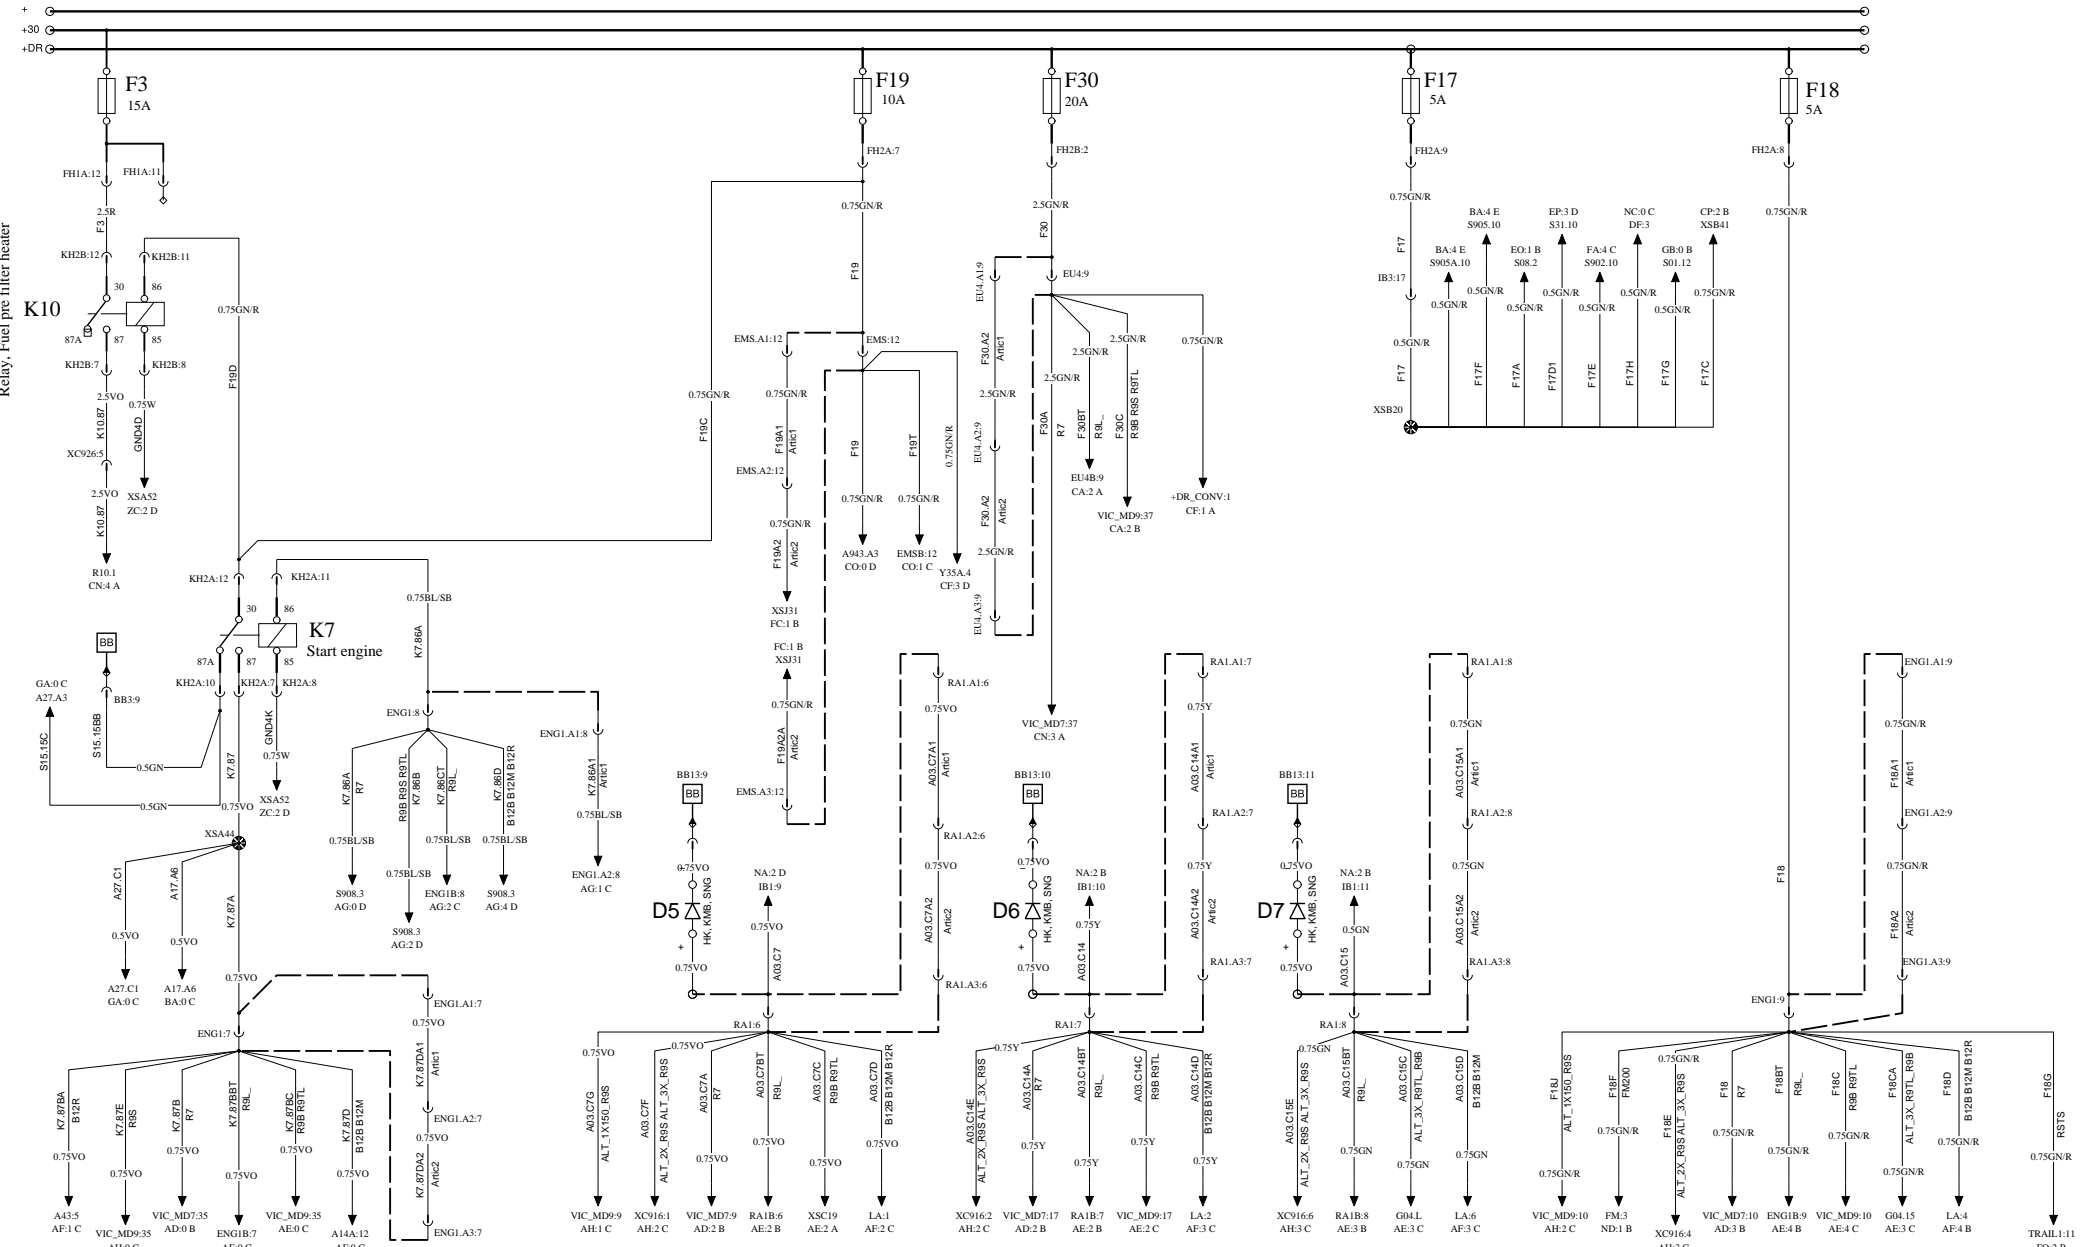 +
+30
+DR
F3
15A
F19
10A
F30
20A
F17
5A
F18
5A
FH1A:12
FH1A:11
FH2A:7
FH2B:2
FH2A:9
FH2A:8
Relay, Fuel pre filter heater
2.5R
F3
KH2B:12
KH2B:11
K10
30
86
87A
87
85
KH2B:7
KH2B:8
2.5VO
0.75W
K10.87
GND4D
XC926:5
2.5VO
K10.87
XSA52
ZC:2 D
R10.1
CN:4 A
0.75GN/R
F19D
0.75GN/R
F19C
KH2A:12
KH2A:11
30
86
K7
Start engine
87A
87
85
KH2A:10
KH2A:7
KH2A:8
BB
BB3:9
GA:0 C
A27.A3
S15.15C
S15.15BB
0.5GN
0.5GN
K7.87
0.75VO
GND4K
0.75W
XSA52
ZC:2 D
XSA44
A27.C1
A17.A6
K7.87A
0.5VO
0.5VO
A27.C1
GA:0 C
A17.A6
BA:0 C
0.75VO
ENG1:7
ENG1.A1:7
0.75VO
K7.87DA1
Artic1
ENG1.A2:7
0.75VO
K7.87DA2
Artic2
ENG1.A3:7
K7.87BA
B12R
0.75VO
A43:5
AF:1 C
K7.87E
R9S
0.75VO
VIC_MD9:35
AH:0 C
K7.87B
R7
0.75VO
VIC_MD7:35
AD:0 B
K7.87BBT
R9L_
0.75VO
ENG1B:7
AE:0 C
K7.87BC
R9B R9TL
0.75VO
VIC_MD9:35
AE:0 C
K7.87D
B12B B12M
0.75VO
A14A:12
AF:0 C
0.75BL/SB
K7.86A
ENG1:8
ENG1.A1:8
K7.86A1
Artic1
0.75BL/SB
ENG1.A2:8
AG:1 C
K7.86A
R7
0.75BL/SB
S908.3
AG:0 D
R9B R9S R9TL
K7.86B
0.75BL/SB
S908.3
AG:2 D
K7.86CT
R9L_
0.75BL/SB
ENG1B:8
AG:2 C
K7.86D
B12B B12M B12R
0.75BL/SB
S908.3
AG:4 D
0.75GN/R
F19
EMS.A1:12
EMS:12
0.75GN/R
F19A1
Artic1
EMS.A2:12
0.75GN/R
F19A2
Artic2
XSJ31
FC:1 B
FC:1 B
XSJ31
0.75GN/R
F19A2A
Artic2
EMS.A3:12
F19
0.75GN/R
A943.A3
CO:0 D
F19T
0.75GN/R
EMSB:12
CO:1 C
0.75GN/R
Y35A.4
CF:3 D
2.5GN/R
F30
EU4.A1:9
EU4:9
F30.A2
Artic1
2.5GN/R
EU4.A2:9
F30.A2
Artic2
2.5GN/R
EU4.A3:9
2.5GN/R
F30A
R7
VIC_MD7:37
CN:3 A
2.5GN/R
F30BT
R9L_
EU4B:9
CA:2 A
2.5GN/R
F30C
R9B R9S R9TL
VIC_MD9:37
CA:2 B
0.75GN/R
+DR_CONV:1
CF:1 A
0.75GN/R
F17
IB3:17
0.5GN/R
F17
XSB20
BA:4 E
S905A.10
0.5GN/R
BA:4 E
S905.10
0.5GN/R
F17F
EO:1 B
S08.2
0.5GN/R
F17A
EP:3 D
S31.10
0.5GN/R
F17D1
FA:4 C
S902.10
0.5GN/R
F17E
NC:0 C
DF:3
0.5GN/R
F17H
GB:0 B
S01.12
0.5GN/R
F17G
CP:2 B
XSB41
0.75GN/R
F17C
0.75GN/R
F18
BB13:9
BB
0.75VO
D5
HK, KMB, SNG
+
0.75VO
NA:2 D
IB1:9
0.75VO
A03.C7
RA1.A1:6
0.75VO
A03.C7A1
Artic1
RA1.A2:6
0.75VO
A03.C7A2
Artic2
RA1.A3:6
RA1:6
0.75VO
A03.C7G
ALT_1X150_R9S
VIC_MD9:9
AH:1 C
0.75VO
A03.C7F
ALT_2X_R9S ALT_3X_R9S
XC916:1
AH:2 C
A03.C7A
R7
0.75VO
VIC_MD7:9
AD:2 B
A03.C7BT
R9L_
0.75VO
RA1B:6
AE:2 B
A03.C7C
R9B R9TL
0.75VO
XSC19
AE:2 A
A03.C7D
B12B B12M B12R
0.75VO
LA:1
AF:2 C
BB13:10
BB
0.75VO
D6
HK, KMB, SNG
+
0.75VO
NA:2 B
IB1:10
0.75Y
A03.C14
RA1.A1:7
0.75Y
A03.C14A1
Artic1
RA1.A2:7
0.75Y
A03.C14A2
Artic2
RA1.A3:7
RA1:7
0.75Y
A03.C14E
ALT_2X_R9S ALT_3X_R9S
XC916:2
AH:2 C
A03.C14A
R7
0.75Y
VIC_MD7:17
AD:2 B
A03.C14BT
R9L_
0.75Y
RA1B:7
AE:2 B
A03.C14C
R9B R9TL
0.75Y
VIC_MD9:17
AE:2 C
A03.C14D
B12B B12M B12R
0.75Y
LA:2
AF:3 C
BB13:11
BB
0.75VO
D7
HK, KMB, SNG
+
0.75VO
NA:2 B
IB1:11
0.5GN
A03.C15
RA1.A1:8
0.75GN
A03.C15A1
Artic1
RA1.A2:8
0.75GN
A03.C15A2
Artic2
RA1.A3:8
RA1:8
0.75GN
A03.C15E
ALT_2X_R9S ALT_3X_R9S
XC916:6
AH:3 C
A03.C15BT
R9L_
0.75GN
RA1B:8
AE:3 B
A03.C15C
ALT_3X_R9TL_R9B
0.75GN
G04.L
AE:3 C
A03.C15D
B12B B12M
0.75GN
LA:6
AF:3 C
ENG1.A1:9
0.75GN/R
F18A1
Artic1
ENG1.A2:9
0.75GN/R
F18A2
Artic2
ENG1.A3:9
ENG1:9
F18J
ALT_1X150_R9S
0.75GN/R
VIC_MD9:10
AH:2 C
F18F
FM200
0.75GN/R
FM:3
ND:1 B
0.75GN/R
F18E
ALT_2X_R9S ALT_3X_R9S
XC916:4
F18
R7
0.75GN/R
VIC_MD7:10
AD:3 B
F18BT
R9L_
0.75GN/R
ENG1B:9
AE:4 B
F18C
R9B R9TL
0.75GN/R
VIC_MD9:10
AE:4 C
F18CA
ALT_3X_R9TL_R9B
0.75GN/R
G04.15
AE:3 C
F18D
B12B B12M B12R
0.75GN/R
LA:4
AF:4 B
F18G
RSTS
0.75GN/R
TRAIL1:11